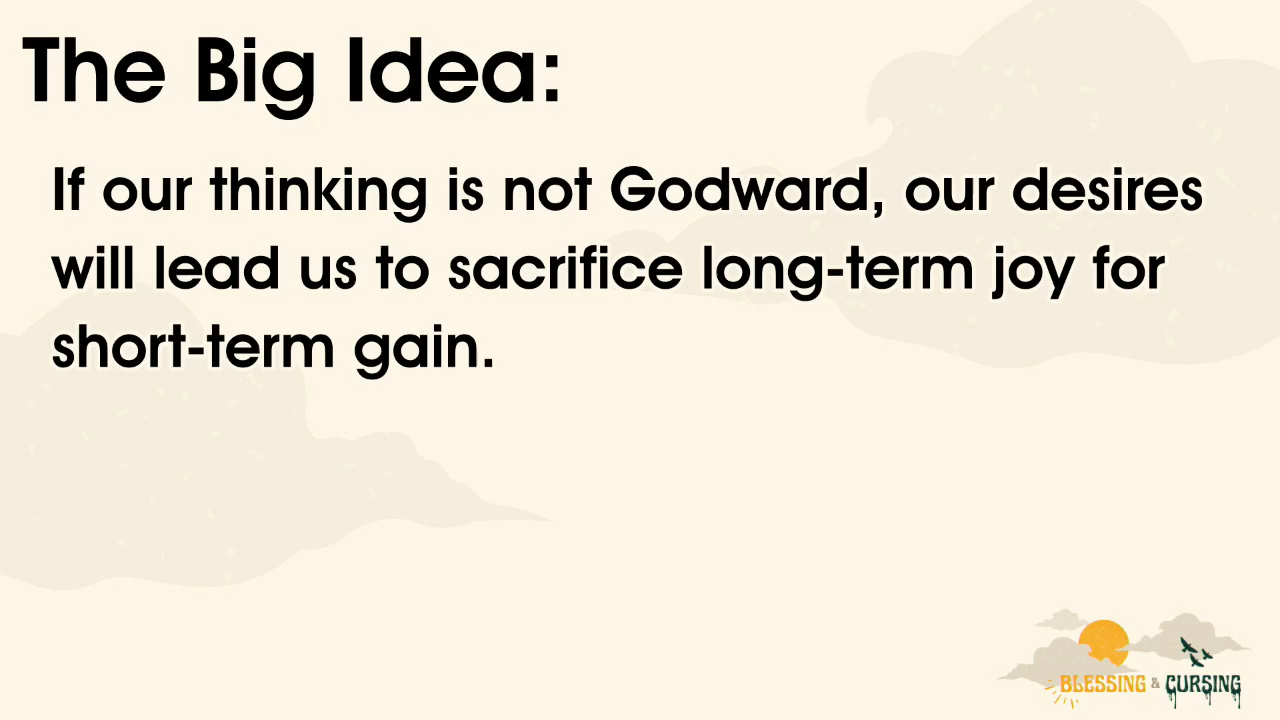 The Big Idea:
If our thinking is not Godward, our desires
will lead us to sacrifice long-term joy for
short-term gain.
BLESSING & CURSING